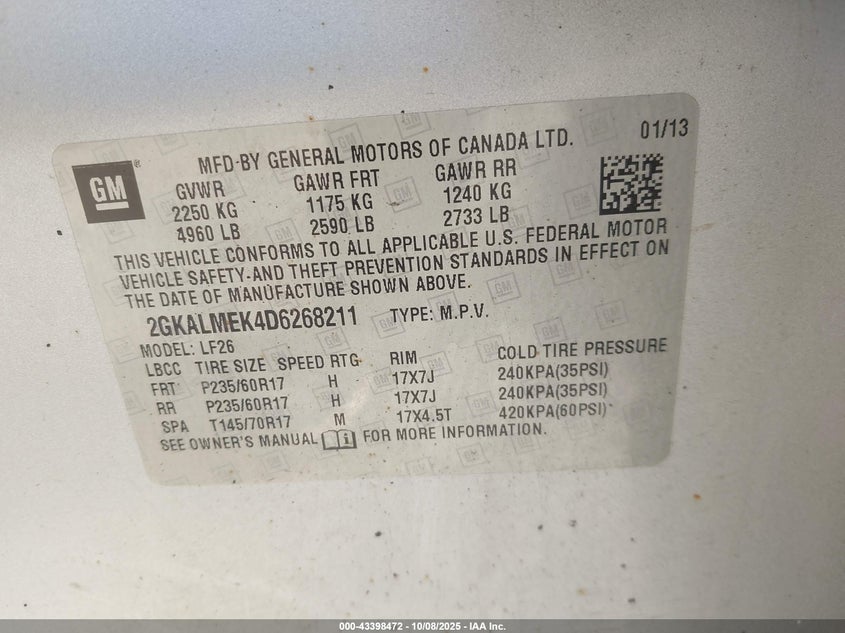 GM
MFD BY GENERAL MOTORS OF CANADA LTD. 01/13
GVWR GAWR FRT GAWR RR
2250 KG 1175 KG 1240 KG
4960 LB 2590 LB 2733 LB
THIS VEHICLE CONFORMS TO ALL APPLICABLE U.S. FEDERAL MOTOR
VEHICLE SAFETY AND THEFT PREVENTION STANDARDS IN EFFECT ON
THE DATE OF MANUFACTURE SHOWN ABOVE.
2GKALMEK4D6268211 TYPE: M.P.V.
MODEL: LF26
LBCC TIRE SIZE SPEED RTG RIM COLD TIRE PRESSURE
FRT P235/60R17 H 17X7J 240KPA(35PSI)
RR P235/60R17 H 17X7J 240KPA(35PSI)
SPA T145/70R17 M 17X4.5T 420KPA(60PSI)
SEE OWNER'S MANUAL FOR MORE INFORMATION.
000-43398472 - 10/08/2025 - IAA Inc.